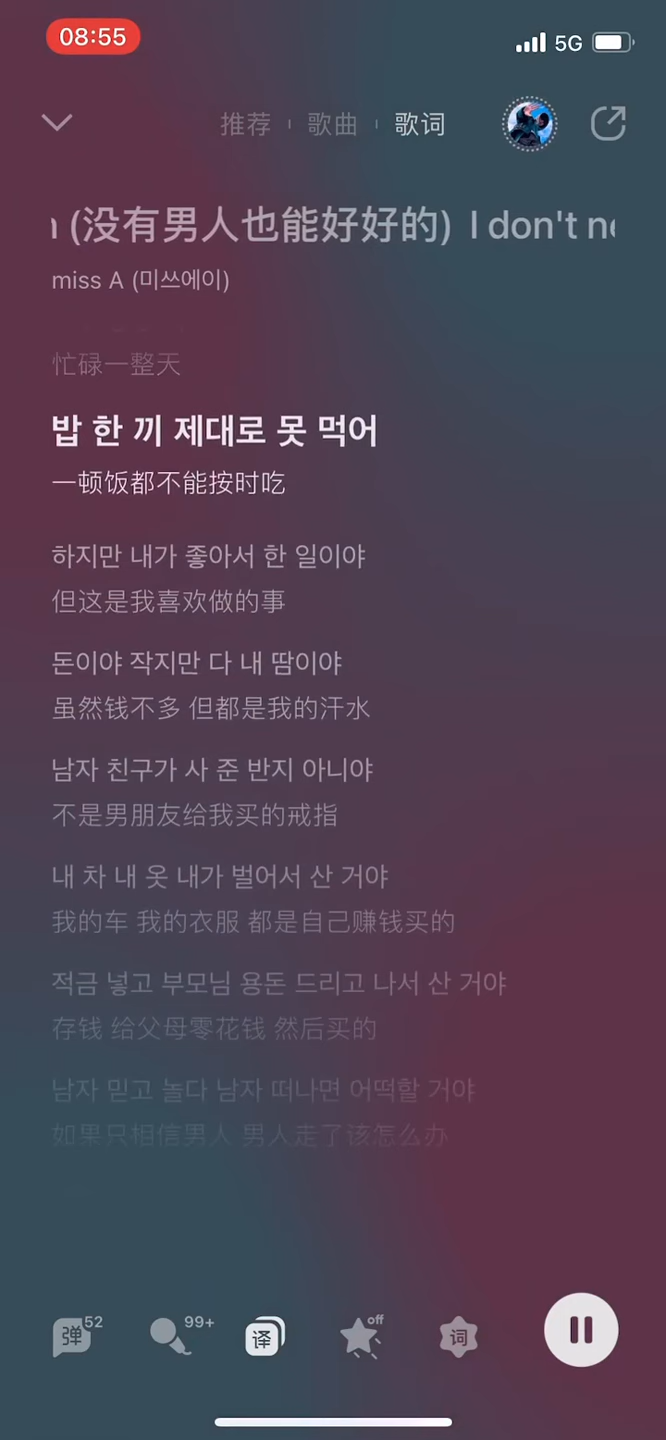 08:55
5G
推荐 歌曲 歌词
(没有男人也能好好的) I don't ne
miss A (미쓰에이)
忙碌一整天
밥 한 끼 제대로 못 먹어
一顿饭都不能按时吃
하지만 내가 좋아서 한 일이야
但这是我喜欢做的事
돈이야 작지만 다 내 땀이야
虽然钱不多 但都是我的汗水
남자 친구가 사 준 반지 아니야
不是男朋友给我买的戒指
내 차 내 옷 내가 벌어서 산 거야
我的车 我的衣服 都是自己赚钱买的
적금 넣고 부모님 용돈 드리고 나서 산 거야
存钱 给父母零花钱 然后买的
남자 믿고 놀다 남자 떠나면 어떡할 거야
如果只相信男人 男人走了该怎么办
弹 52 99+ 译 off 词